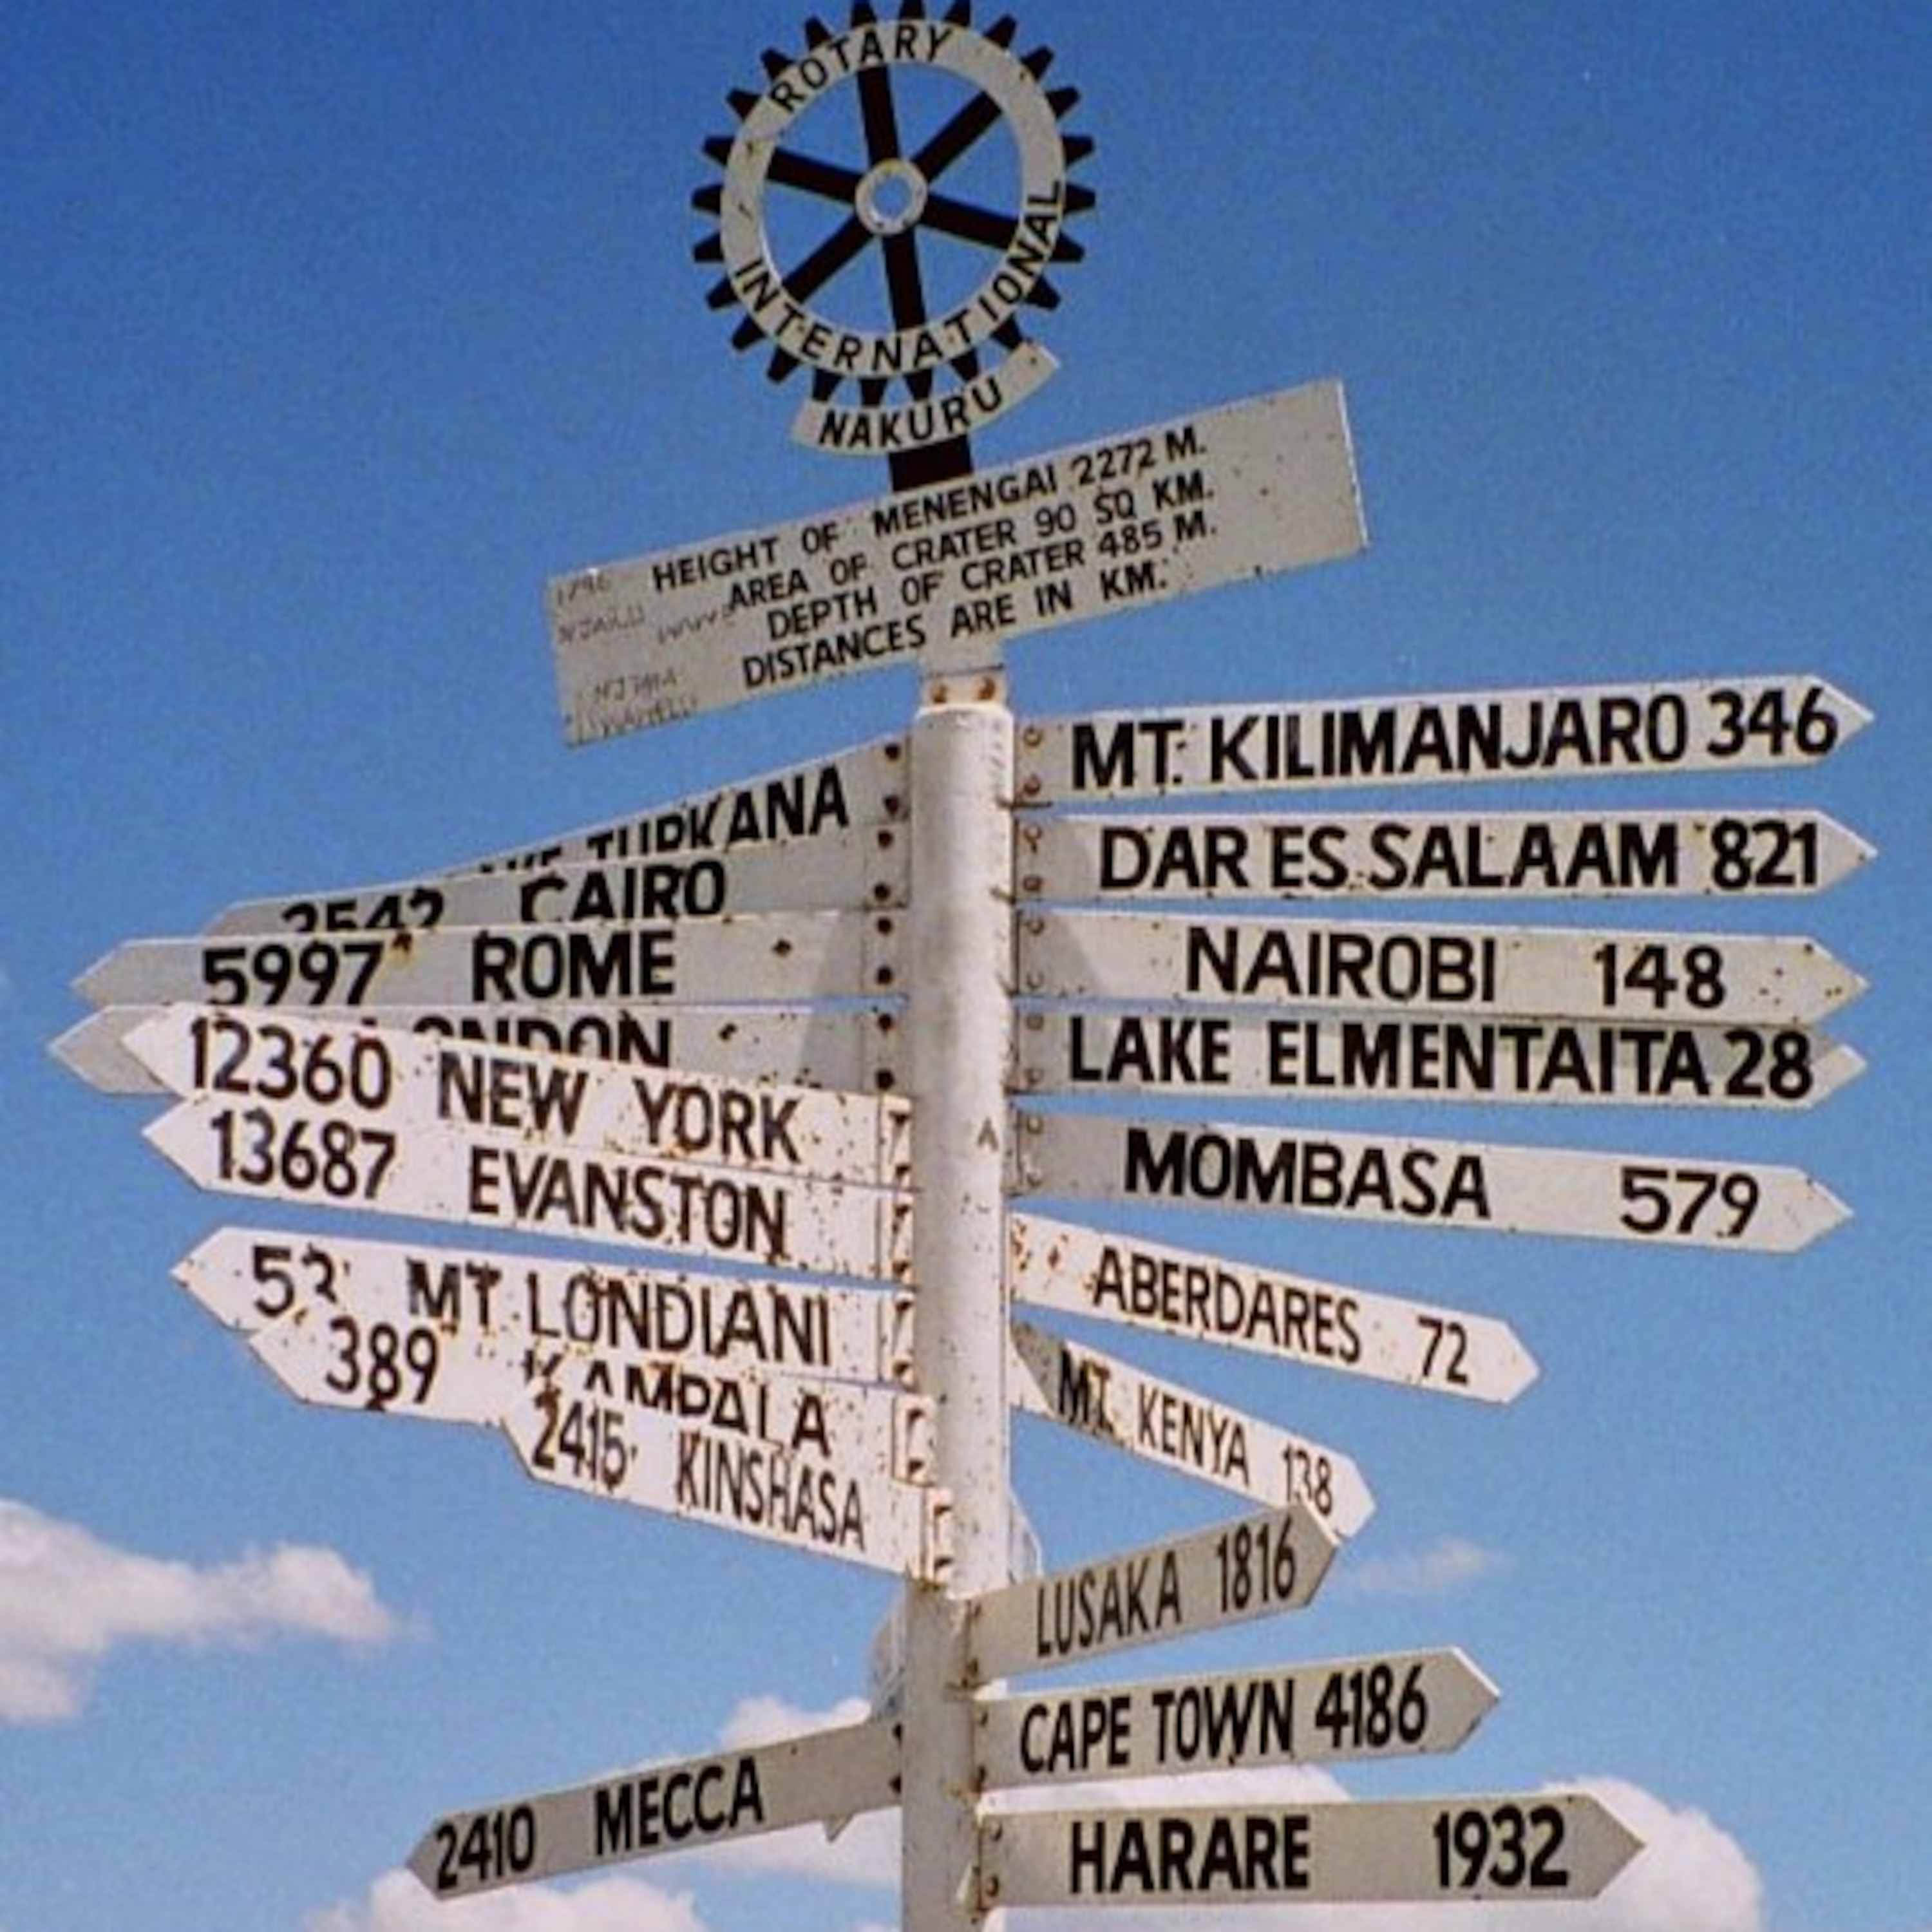 ROTARY
INTERNATIONAL
NAKURU
HEIGHT OF MENENGAI 2272 M.
AREA OF CRATER 90 SQ KM.
DEPTH OF CRATER 485 M.
DISTANCES ARE IN KM.
MT. KILIMANJARO 346
TURKANA
DAR ES SALAAM 821
CAIRO
5997 ROME
NAIROBI 148
LONDON
LAKE ELMENTAITA 28
12360 NEW YORK
13687 EVANSTON
MOMBASA 579
MT LONDIANI
ABERDARES 72
389 KAMPALA
MT. KENYA 138
2415 KINSHASA
LUSAKA 1816
CAPE TOWN 4186
2410 MECCA
HARARE 1932